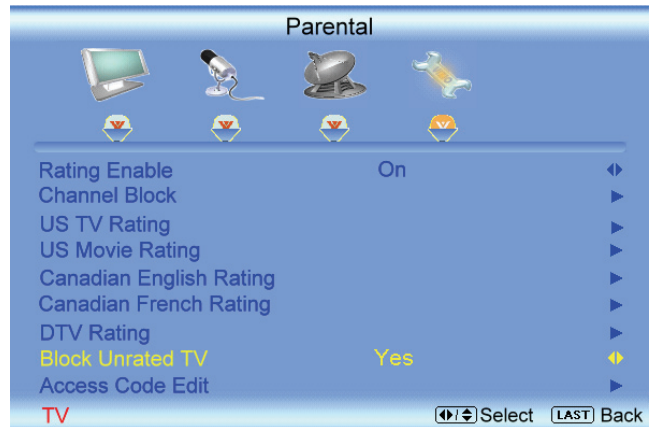 Parental
Rating Enable On
Channel Block
US TV Rating
US Movie Rating
Canadian English Rating
Canadian French Rating
DTV Rating
Block Unrated TV Yes
Access Code Edit
TV Select LAST Back